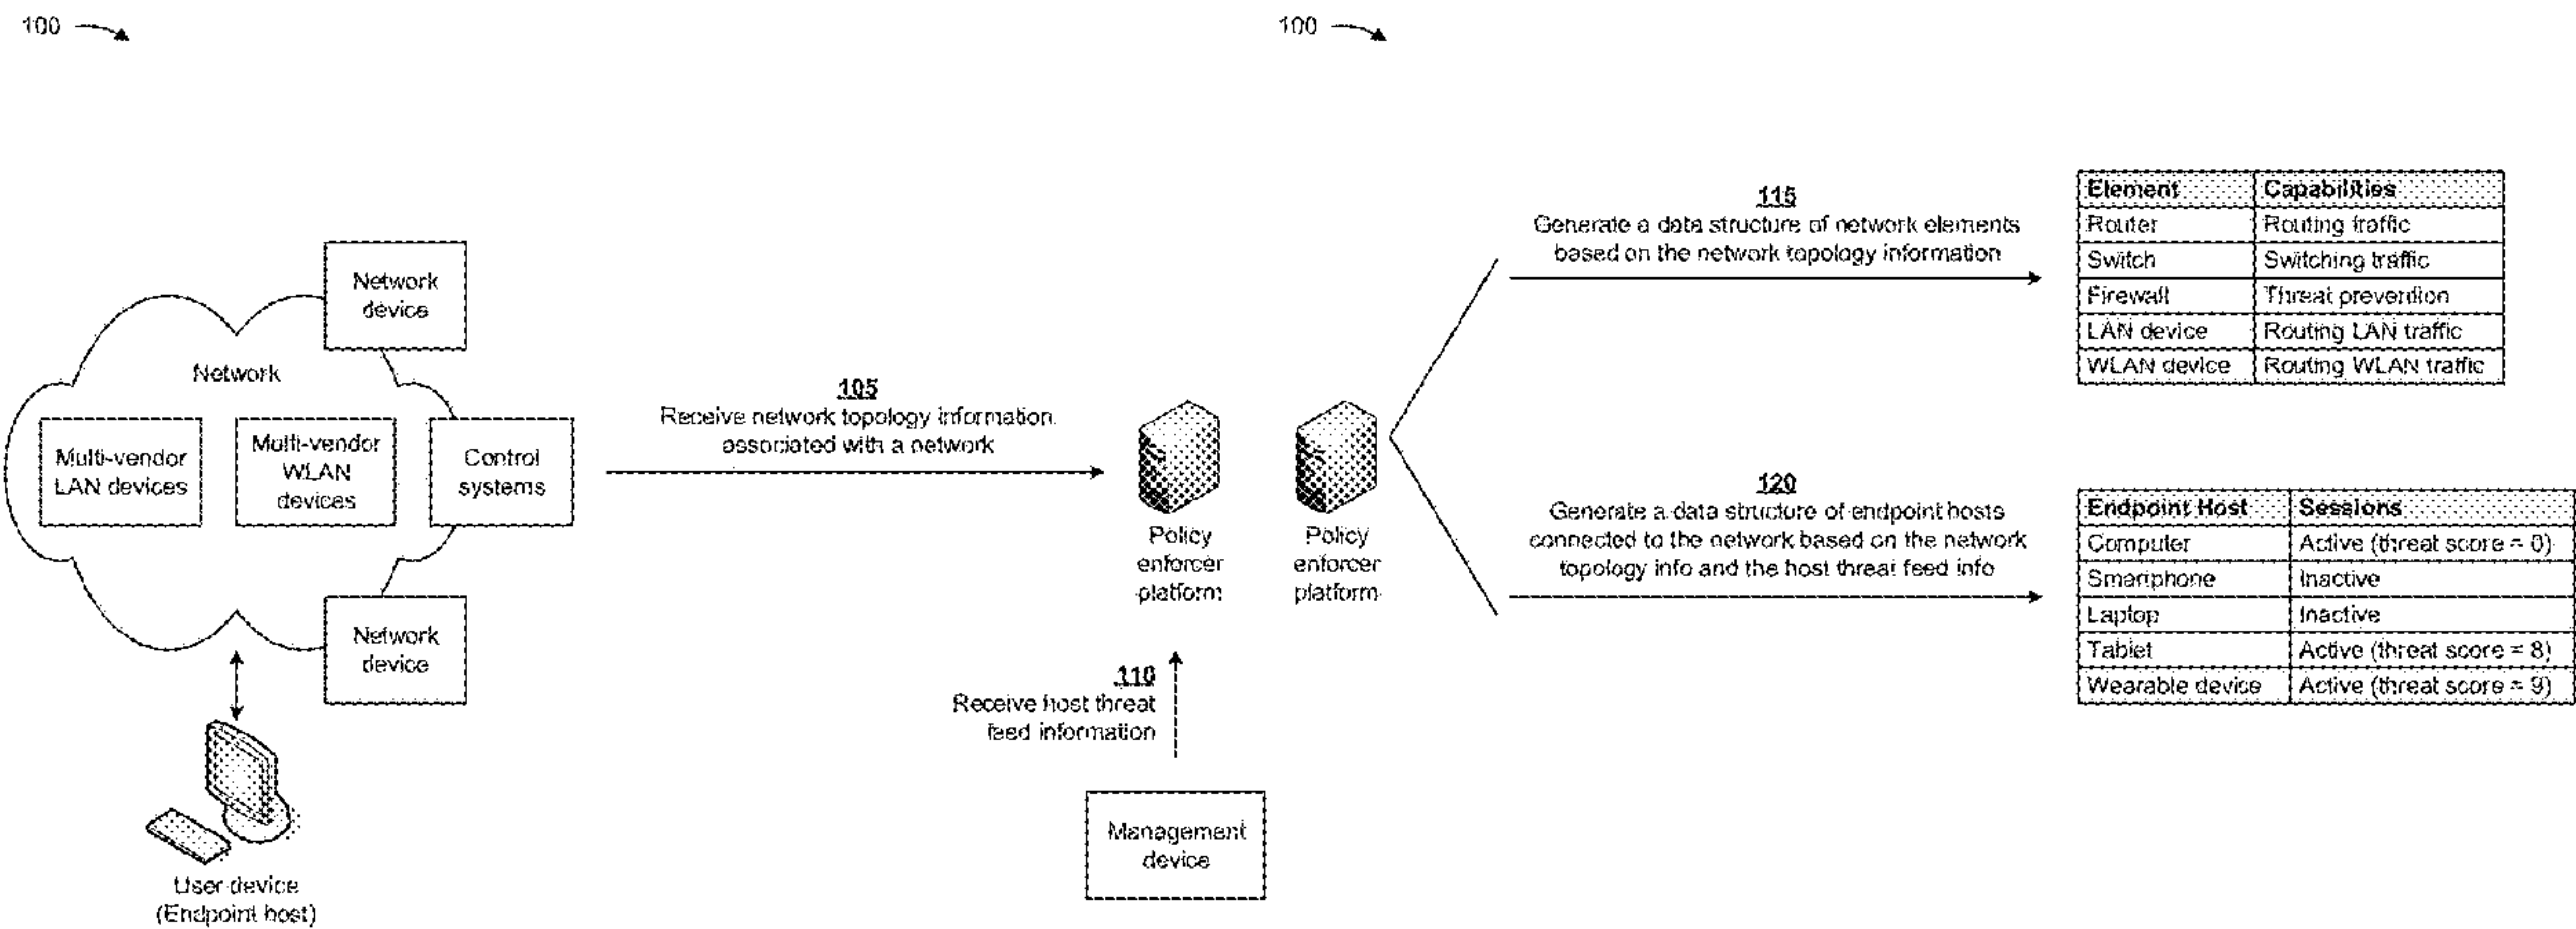 100
Network
device
Network
Multi-vendor
LAN devices
Multi-vendor
WLAN
devices
Control
systems
Network
device
User device
(Endpoint host)
105
Receive network topology information
associated with a network
Policy
enforcer
platform
110
Receive host threat
feed information
Management
device
100
Policy
enforcer
platform
115
Generate a data structure of network elements
based on the network topology information
Element Capabilities
Router Routing traffic
Switch Switching traffic
Firewall Threat prevention
LAN device Routing LAN traffic
WLAN device Routing WLAN traffic
120
Generate a data structure of endpoint hosts
connected to the network based on the network
topology info and the host threat feed info
Endpoint Host Sessions
Computer Active (threat score = 0)
Smartphone Inactive
Laptop Inactive
Tablet Active (threat score = 8)
Wearable device Active (threat score = 9)